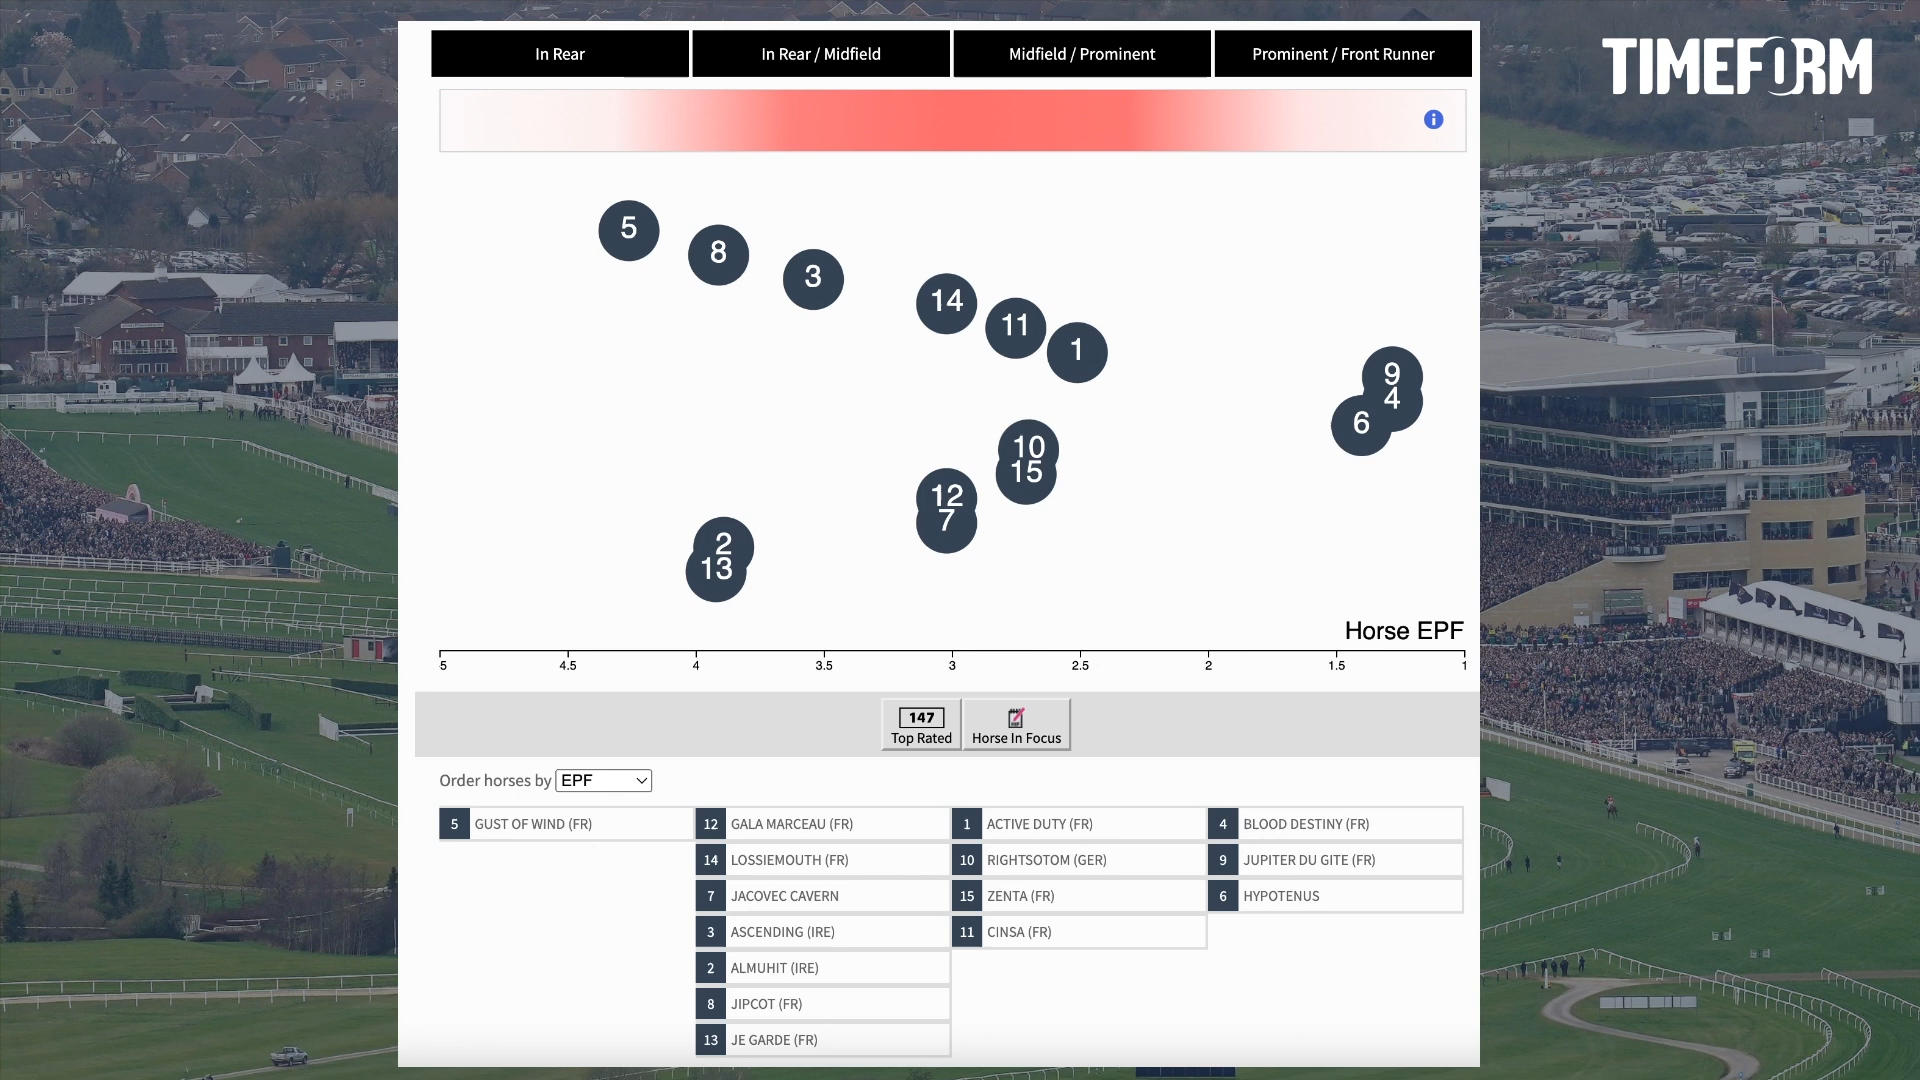 In Rear
In Rear / Midfield
Midfield / Prominent
Prominent / Front Runner
TIMEFORM
i
5
8
3
14
11
1
9
4
6
10
15
12
7
2
13
Horse EPF
5 4.5 4 3.5 3 2.5 2 1.5 1
147
Top Rated
Horse In Focus
Order horses by EPF
5 GUST OF WIND (FR)
12 GALA MARCEAU (FR)
1 ACTIVE DUTY (FR)
4 BLOOD DESTINY (FR)
14 LOSSIEMOUTH (FR)
10 RIGHTSOTOM (GER)
9 JUPITER DU GITE (FR)
7 JACOVEC CAVERN
15 ZENTA (FR)
6 HYPOTENUS
3 ASCENDING (IRE)
11 CINSA (FR)
2 ALMUHIT (IRE)
8 JIPCOT (FR)
13 JE GARDE (FR)